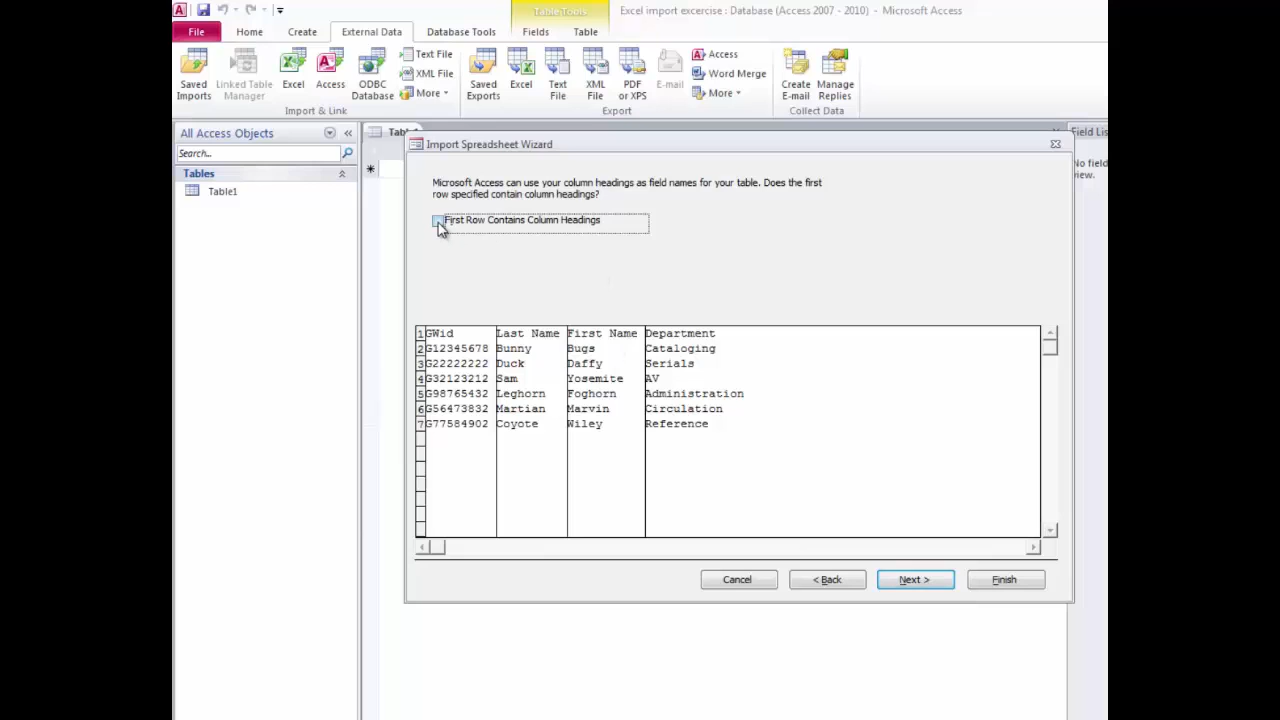 Table Tools
Excel import excercise : Database (Access 2007 - 2010) - Microsoft Access
File Home Create External Data Database Tools Fields Table
Saved Imports
Linked Table Manager
Excel
Access
ODBC Database
Text File
XML File
More
Import & Link
Saved Exports
Excel
Text File
XML File
PDF or XPS
E-mail
Access
Word Merge
More
Export
Create E-mail
Manage Replies
Collect Data
All Access Objects
Search...
Tables
Table1
Field Lis
No field
view.
Import Spreadsheet Wizard
Microsoft Access can use your column headings as field names for your table. Does the first
row specified contain column headings?
First Row Contains Column Headings
1 GWid Last Name First Name Department
2 G12345678 Bunny Bugs Cataloging
3 G22222222 Duck Daffy Serials
4 G32123212 Sam Yosemite AV
5 G98765432 Leghorn Foghorn Administration
6 G56473832 Martian Marvin Circulation
7 G77584902 Coyote Wiley Reference
Cancel < Back Next > Finish